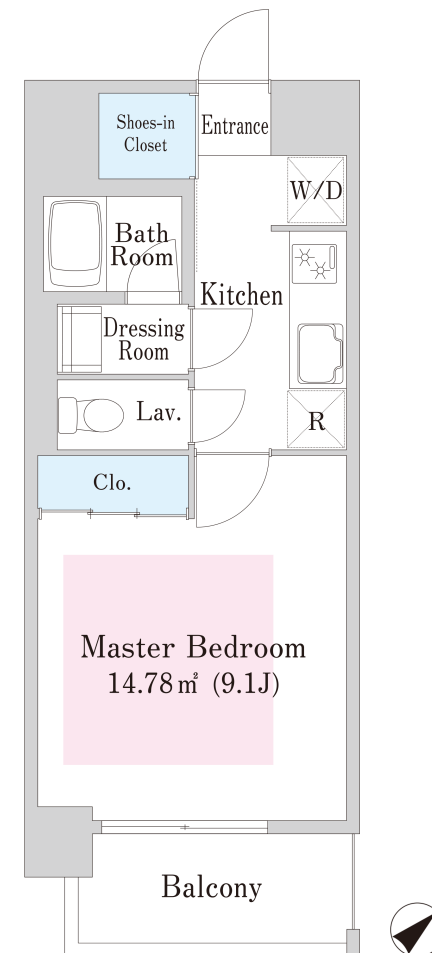 Shoes-in
Closet
Entrance
W/D
Bath
Room
Kitchen
Dressing
Room
Lav.
R
Clo.
Master Bedroom
14.78㎡ (9.1J)
Balcony